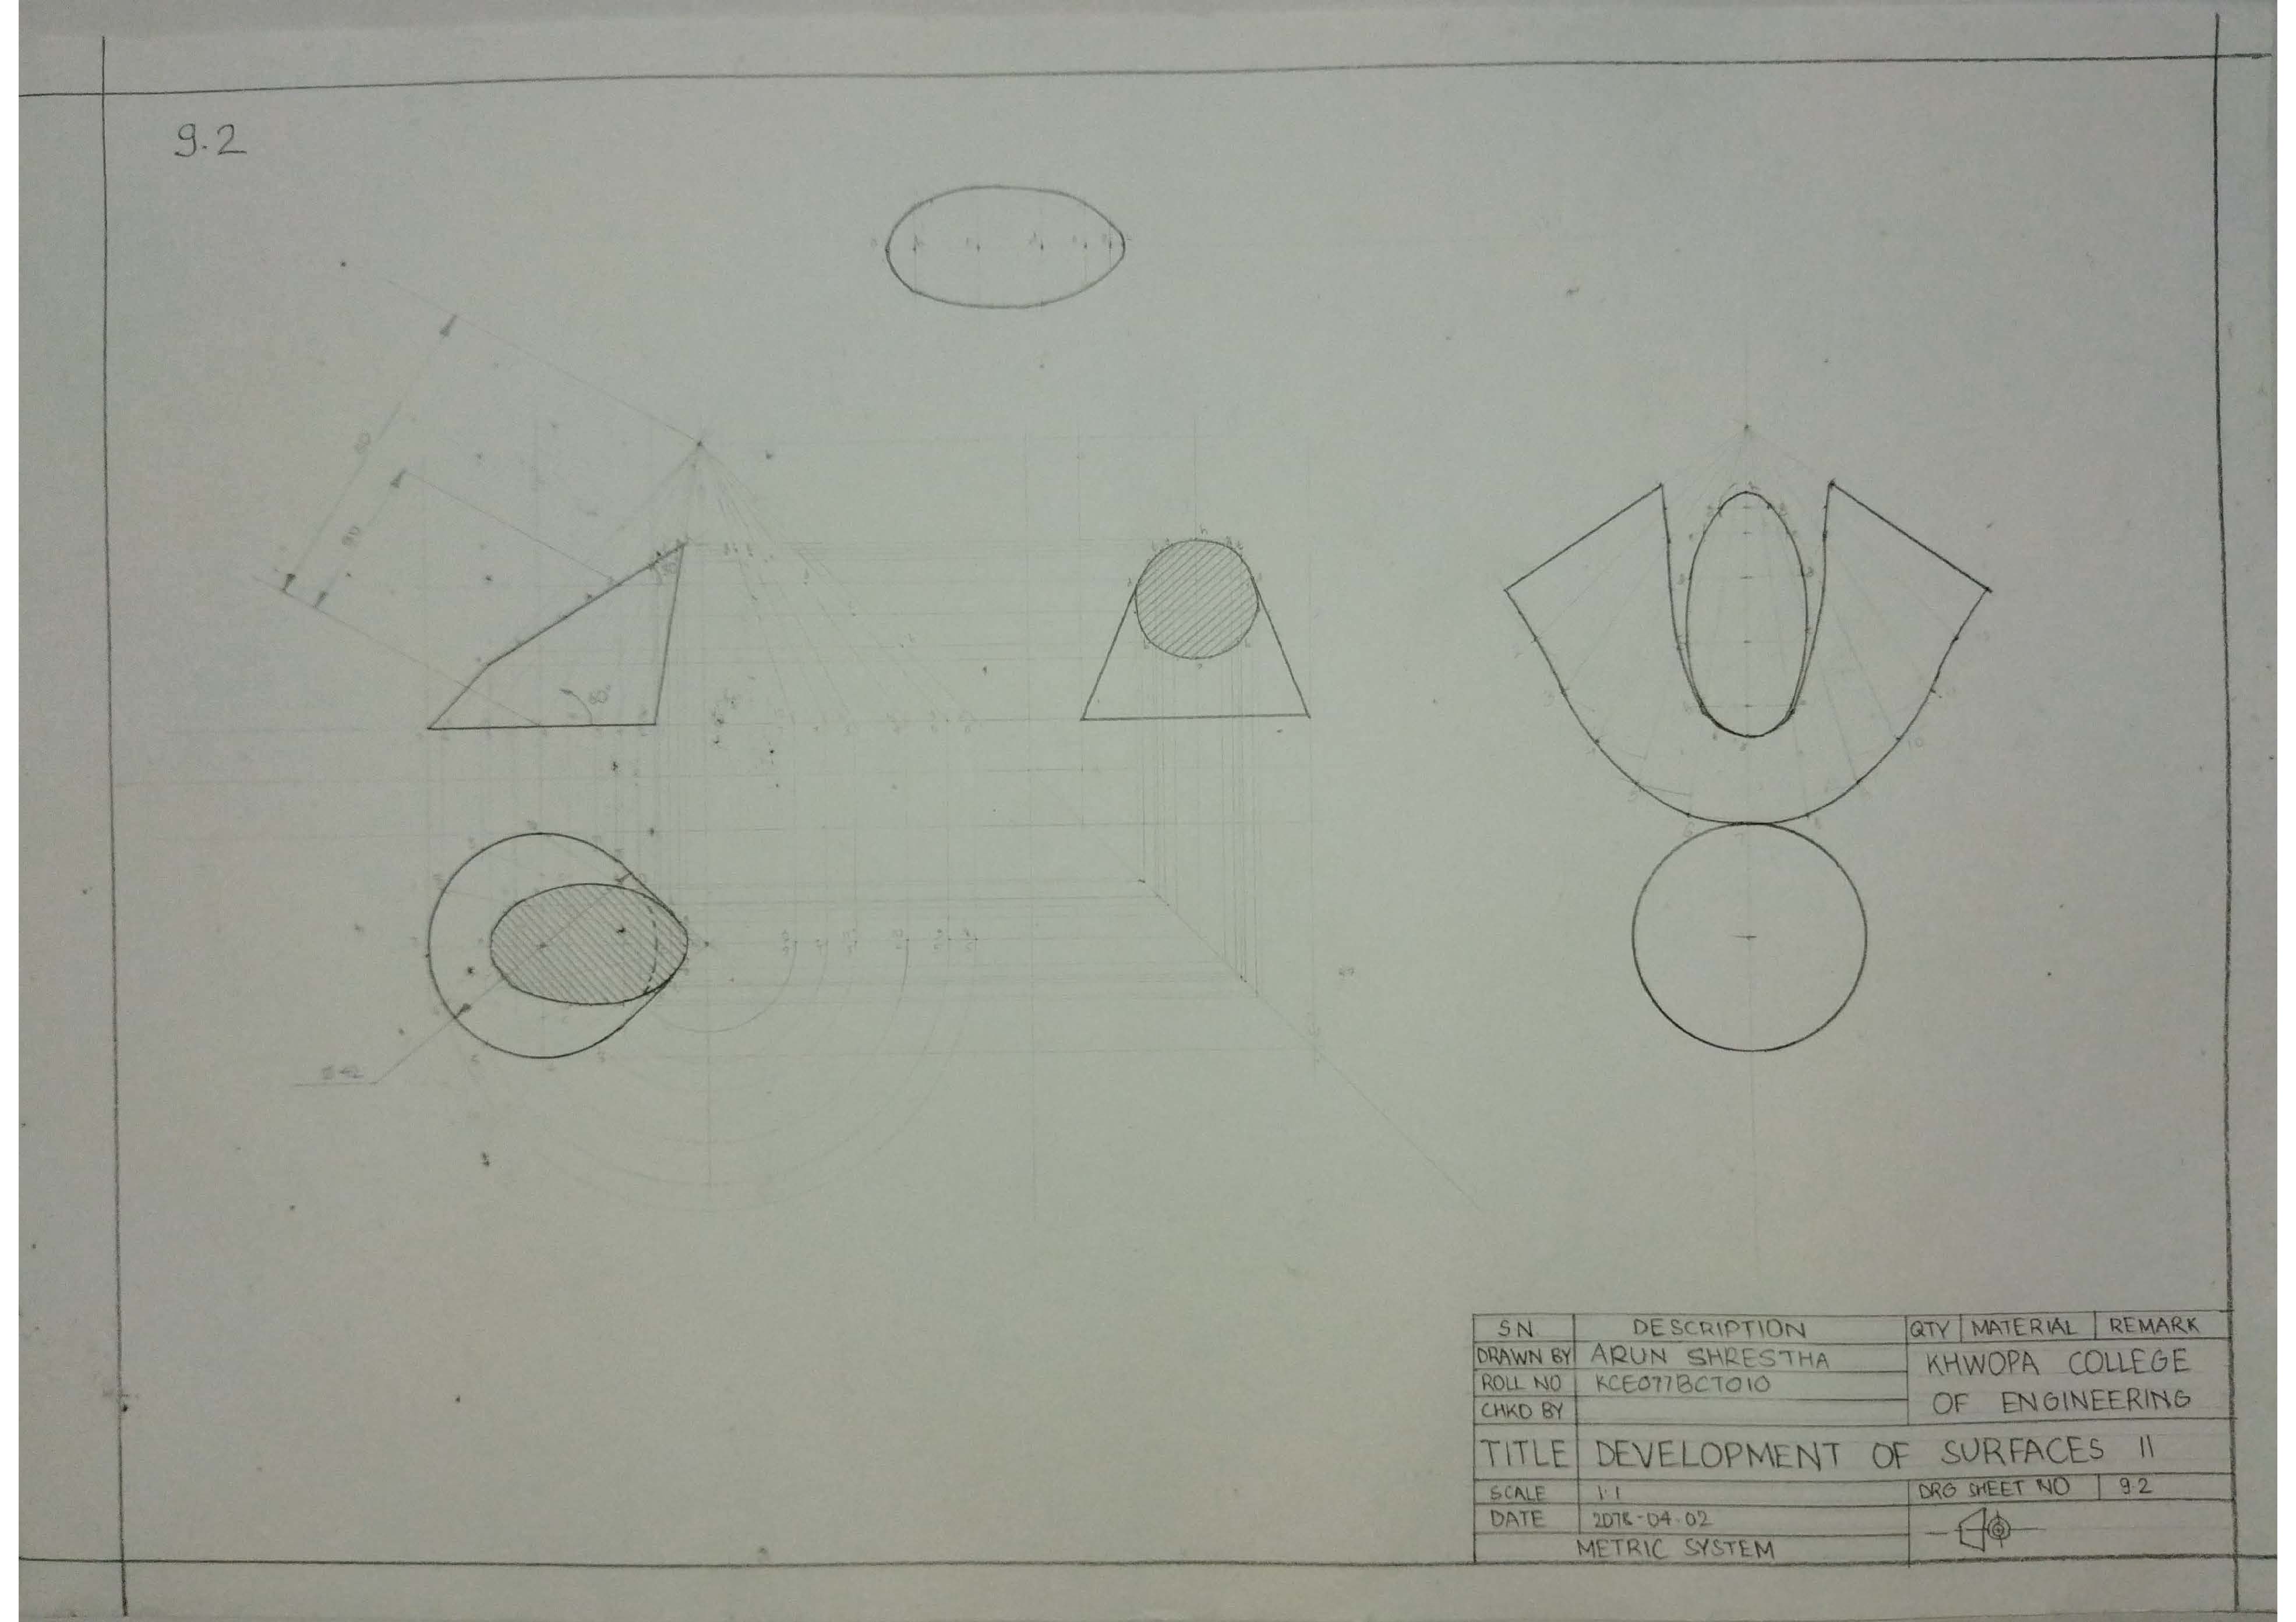 9.2
SN DESCRIPTION QTY MATERIAL REMARK
DRAWN BY ARUN SHRESTHA KHWOPA COLLEGE
ROLL NO KCE077BCT010
CHKD BY OF ENGINEERING
TITLE DEVELOPMENT OF SURFACES II
SCALE 1:1 DRG SHEET NO 9.2
DATE 2078-04-02
METRIC SYSTEM